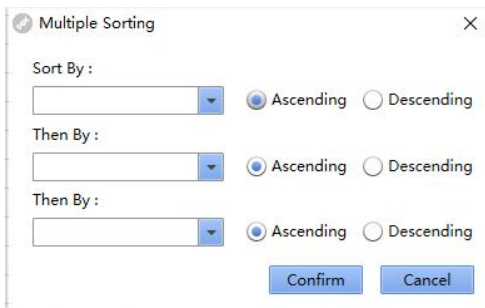 Multiple Sorting
Sort By :
Ascending Descending
Then By :
Ascending Descending
Then By :
Ascending Descending
Confirm Cancel